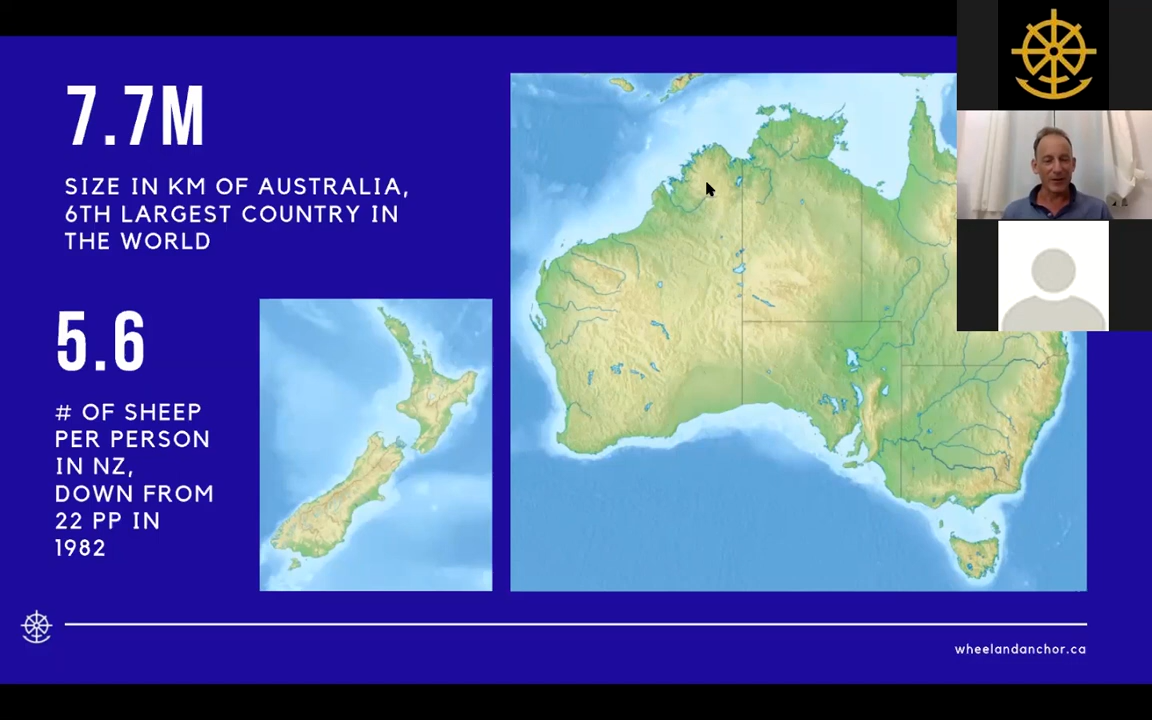 7.7M
SIZE IN KM OF AUSTRALIA,
6TH LARGEST COUNTRY IN
THE WORLD
5.6
# OF SHEEP
PER PERSON
IN NZ,
DOWN FROM
22 PP IN
1982
wheelandanchor.ca